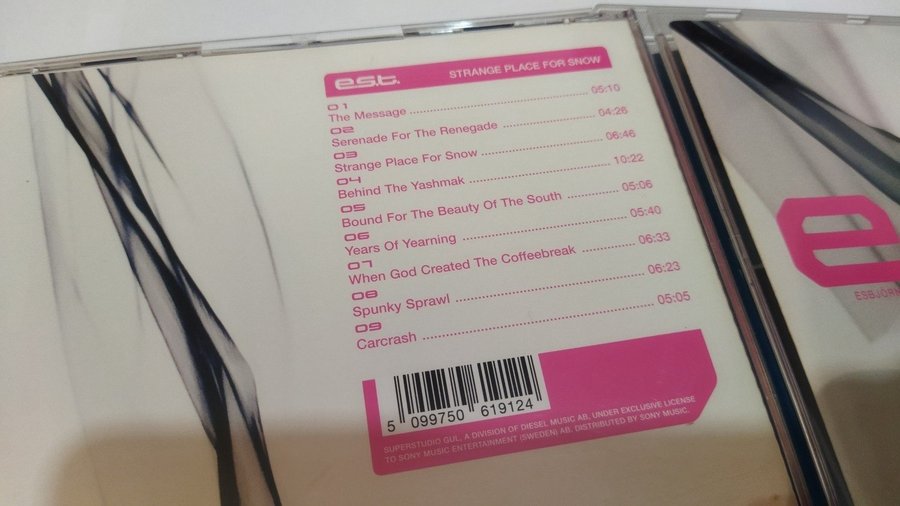 e.s.t. STRANGE PLACE FOR SNOW
01
The Message 05:10
02
Serenade For The Renegade 04:26
03
Strange Place For Snow 06:46
04
Behind The Yashmak 10:22
05
Bound For The Beauty Of The South 05:06
06
Years Of Yearning 05:40
07
When God Created The Coffeebreak 06:33
08
Spunky Sprawl 06:23
09
Carcrash 05:05
5 099750 619124
SUPERSTUDIO GUL, A DIVISION OF DIESEL MUSIC AB. UNDER EXCLUSIVE LICENSE
TO SONY MUSIC ENTERTAINMENT (SWEDEN) AB. DISTRIBUTED BY SONY MUSIC.
e